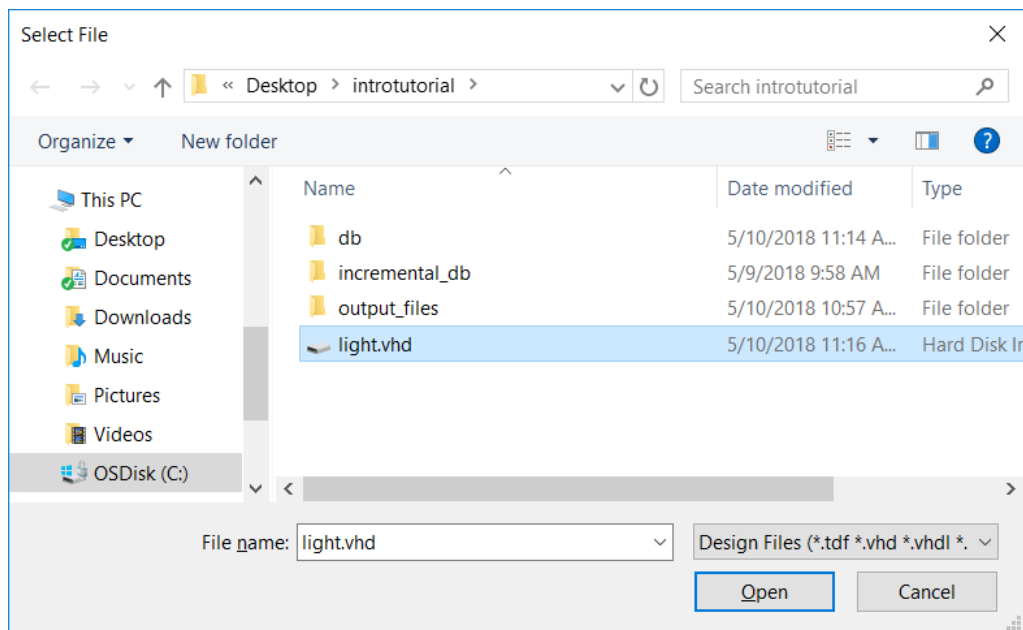 Select File
« Desktop > introtutorial >
Search introtutorial
Organize
New folder
?
Name
Date modified
Type
This PC
Desktop
Documents
Downloads
Music
Pictures
Videos
OSDisk (C:)
db 5/10/2018 11:14 A... File folder
incremental_db 5/9/2018 9:58 AM File folder
output_files 5/10/2018 10:57 A... File folder
light.vhd 5/10/2018 11:16 A... Hard Disk Ir
File name: light.vhd
Design Files (*.tdf *.vhd *.vhdl *.
Open
Cancel